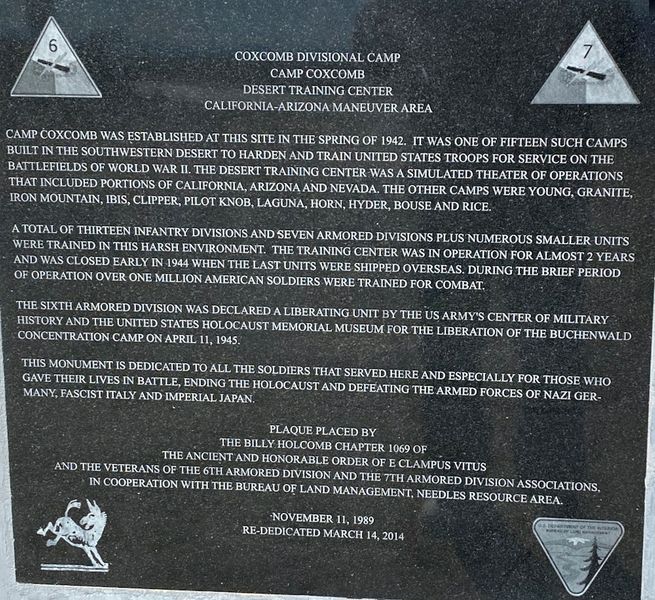 6
7
COXCOMB DIVISIONAL CAMP
CAMP COXCOMB
DESERT TRAINING CENTER
CALIFORNIA-ARIZONA MANEUVER AREA
CAMP COXCOMB WAS ESTABLISHED AT THIS SITE IN THE SPRING OF 1942. IT WAS ONE OF FIFTEEN SUCH CAMPS
BUILT IN THE SOUTHWESTERN DESERT TO HARDEN AND TRAIN UNITED STATES TROOPS FOR SERVICE ON THE
BATTLEFIELDS OF WORLD WAR II. THE DESERT TRAINING CENTER WAS A SIMULATED THEATER OF OPERATIONS
THAT INCLUDED PORTIONS OF CALIFORNIA, ARIZONA AND NEVADA. THE OTHER CAMPS WERE YOUNG, GRANITE,
IRON MOUNTAIN, IBIS, CLIPPER, PILOT KNOB, LAGUNA, HORN, HYDER, BOUSE AND RICE.
A TOTAL OF THIRTEEN INFANTRY DIVISIONS AND SEVEN ARMORED DIVISIONS PLUS NUMEROUS SMALLER UNITS
WERE TRAINED IN THIS HARSH ENVIRONMENT. THE TRAINING CENTER WAS IN OPERATION FOR ALMOST 2 YEARS
AND WAS CLOSED EARLY IN 1944 WHEN THE LAST UNITS WERE SHIPPED OVERSEAS. DURING THE BRIEF PERIOD
OF OPERATION OVER ONE MILLION AMERICAN SOLDIERS WERE TRAINED FOR COMBAT.
THE SIXTH ARMORED DIVISION WAS DECLARED A LIBERATING UNIT BY THE US ARMY'S CENTER OF MILITARY
HISTORY AND THE UNITED STATES HOLOCAUST MEMORIAL MUSEUM FOR THE LIBERATION OF THE BUCHENWALD
CONCENTRATION CAMP ON APRIL 11, 1945.
THIS MONUMENT IS DEDICATED TO ALL THE SOLDIERS THAT SERVED HERE AND ESPECIALLY FOR THOSE WHO
GAVE THEIR LIVES IN BATTLE, ENDING THE HOLOCAUST AND DEFEATING THE ARMED FORCES OF NAZI GER-
MANY, FASCIST ITALY AND IMPERIAL JAPAN.
PLAQUE PLACED BY
THE BILLY HOLCOMB CHAPTER 1069 OF
THE ANCIENT AND HONORABLE ORDER OF E CLAMPUS VITUS
AND THE VETERANS OF THE 6TH ARMORED DIVISION AND THE 7TH ARMORED DIVISION ASSOCIATIONS,
IN COOPERATION WITH THE BUREAU OF LAND MANAGEMENT, NEEDLES RESOURCE AREA.
NOVEMBER 11, 1989
RE-DEDICATED MARCH 14, 2014
U.S. DEPARTMENT OF THE INTERIOR
BUREAU OF LAND MANAGEMENT